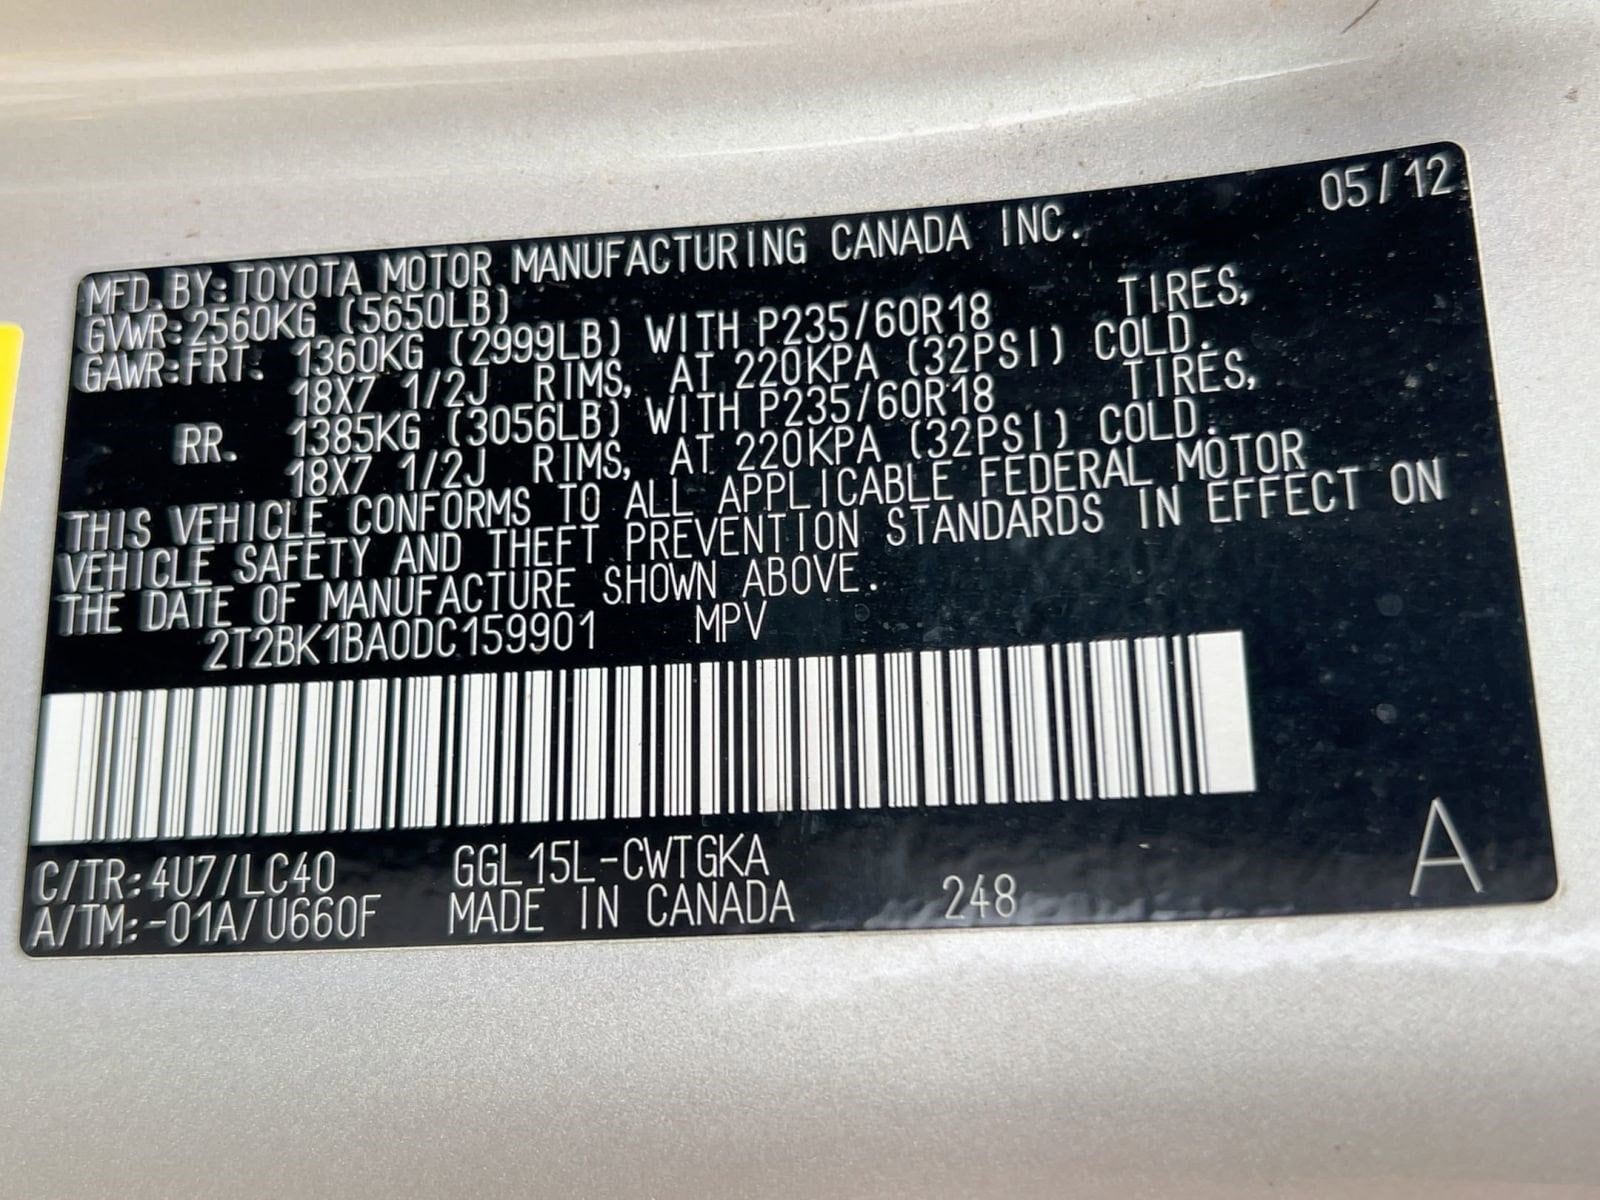 05/12
MFD.BY:TOYOTA MOTOR MANUFACTURING CANADA INC.
GVWR:2560KG (5650LB)
GAWR:FRT. 1360KG (2999LB) WITH P235/60R18 TIRES,
18X7 1/2J RIMS, AT 220KPA (32PSI) COLD.
RR. 1385KG (3056LB) WITH P235/60R18 TIRES,
18X7 1/2J RIMS, AT 220KPA (32PSI) COLD.
THIS VEHICLE CONFORMS TO ALL APPLICABLE FEDERAL MOTOR
VEHICLE SAFETY AND THEFT PREVENTION STANDARDS IN EFFECT ON
THE DATE OF MANUFACTURE SHOWN ABOVE.
2T2BK1BA0DC159901 MPV
C/TR:4U7/LC40 GGL15L-CWTGKA
A/TM:-01A/U660F MADE IN CANADA 248
A